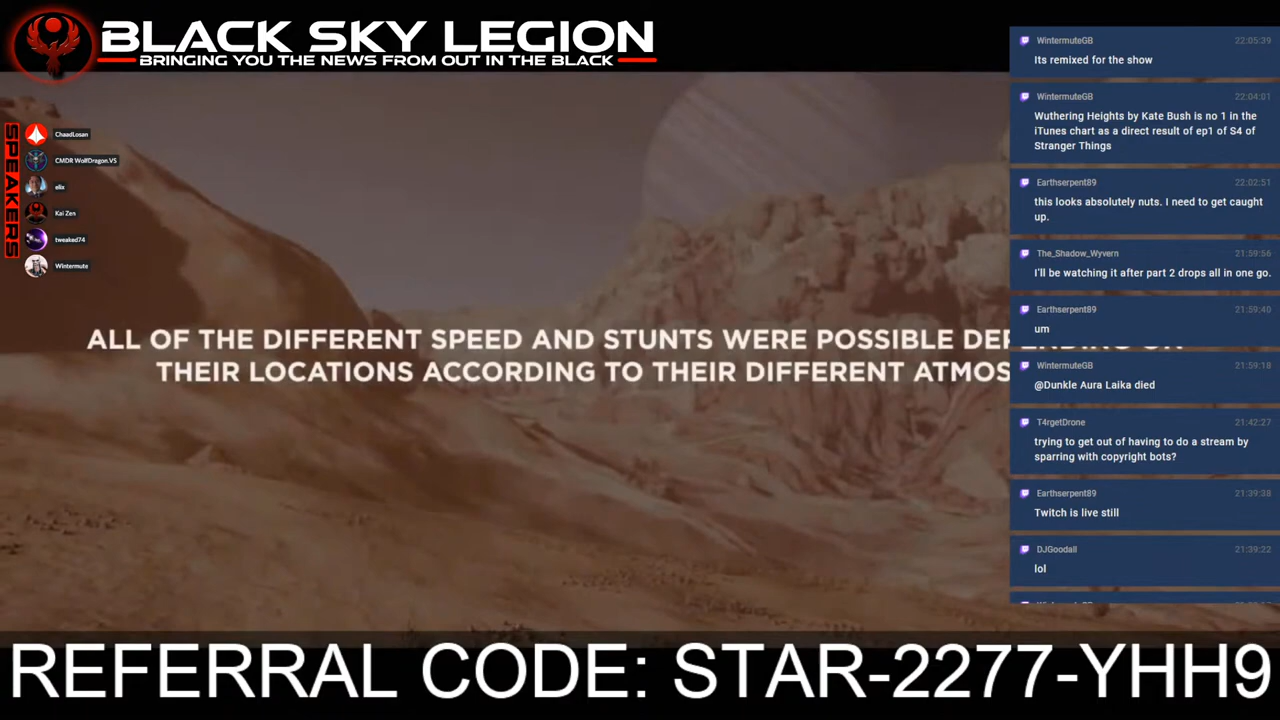 BLACK SKY LEGION
BRINGING YOU THE NEWS FROM OUT IN THE BLACK
SPEAKERS
ChaadLosan
CMDR WolfDragon.VS
elix
Kai Zen
tweaked74
Wintermute
ALL OF THE DIFFERENT SPEED AND STUNTS WERE POSSIBLE
THEIR LOCATIONS ACCORDING TO THEIR DIFFERENT
WintermuteGB 22:05:39
Its remixed for the show
WintermuteGB 22:04:01
Wuthering Heights by Kate Bush is no 1 in the
iTunes chart as a direct result of ep1 of S4 of
Stranger Things
Earthserpent89 22:02:51
this looks absolutely nuts. I need to get caught
up.
The_Shadow_Wyvern 21:59:56
I'll be watching it after part 2 drops all in one go.
Earthserpent89 21:59:40
um
WintermuteGB 21:59:18
@Dunkle Aura Laika died
T4rgetDrone 21:42:27
trying to get out of having to do a stream by
sparring with copyright bots?
Earthserpent89 21:39:38
Twitch is live still
DJGoodall 21:39:22
lol
REFERRAL CODE: STAR-2277-YHH9